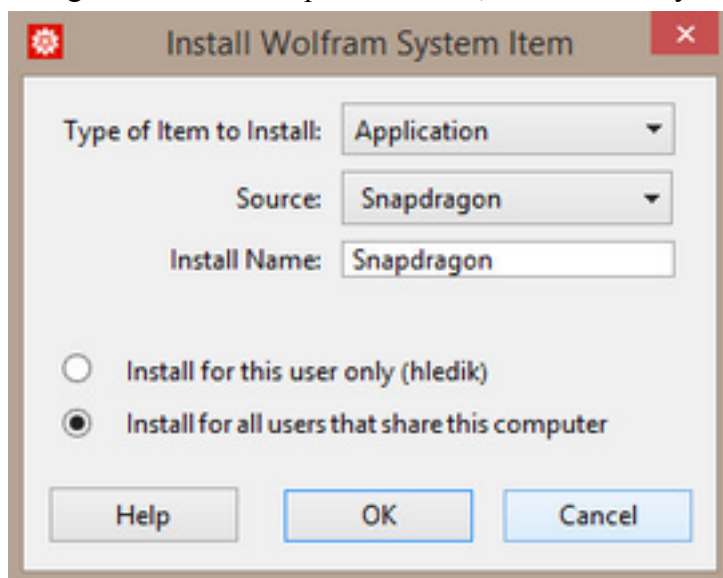 Install Wolfram System Item
Type of Item to Install: Application
Source: Snapdragon
Install Name: Snapdragon
Install for this user only (hledik)
Install for all users that share this computer
Help OK Cancel